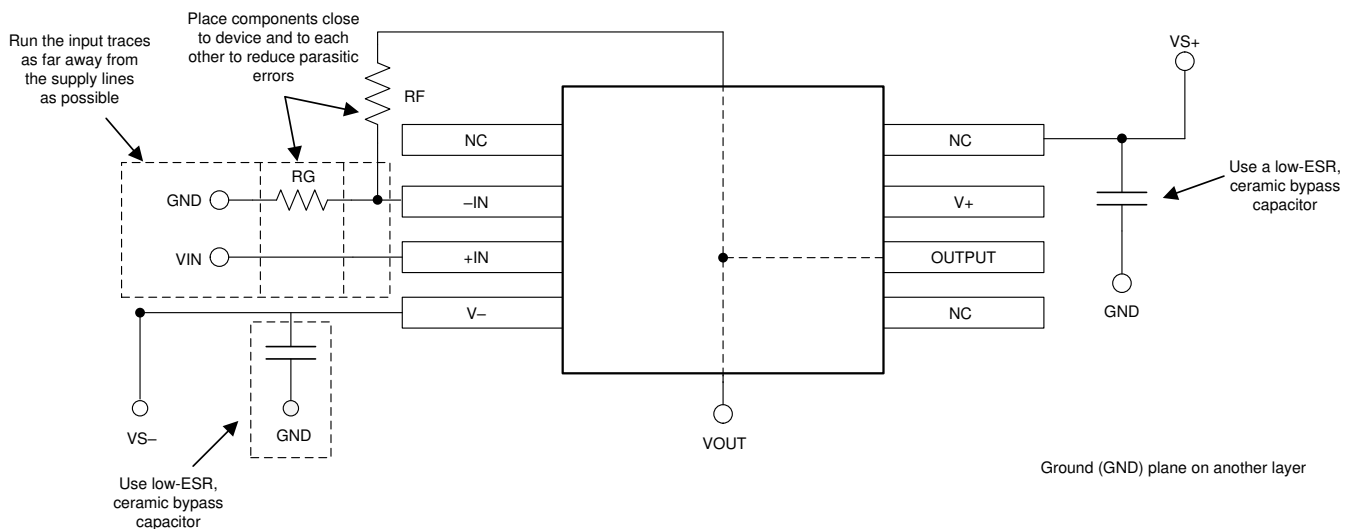 Place components close
to device and to each
other to reduce parasitic
errors
Run the input traces
as far away from
the supply lines
as possible
VS+
RF
NC
NC
Use a low-ESR,
ceramic bypass
capacitor
RG
GND
–IN
V+
VIN
+IN
OUTPUT
V–
NC
GND
VS–
GND
VOUT
Use low-ESR,
ceramic bypass
capacitor
Ground (GND) plane on another layer